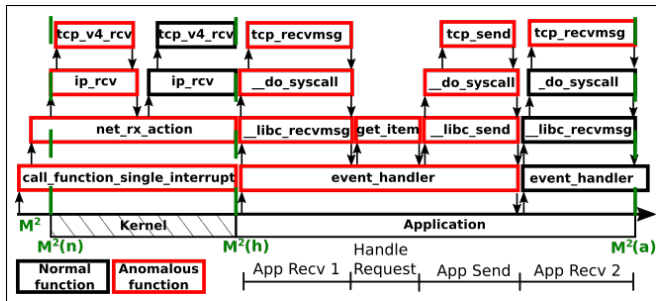 tcp_v4_rcv tcp_v4_rcv tcp_recvmsg tcp_send tcp_recvmsg
ip_rcv ip_rcv __do_syscall __do_syscall _do_syscall
net_rx_action __libc_recvmsg get_item __libc_send __libc_recvmsg
call_function_single_interrupt event_handler event_handler
M² Kernel Application
M²(n) M²(h) M²(a)
Handle
App Recv 1 Request App Send App Recv 2
Normal function
Anomalous function